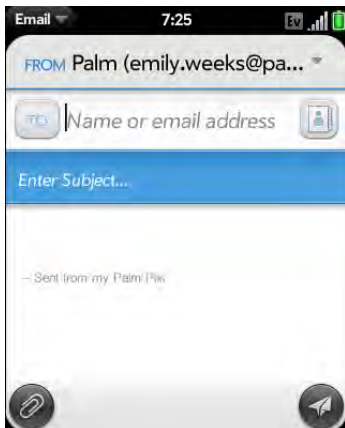 Email 7:25 Ev
FROM Palm (emily.weeks@pa...
TO Name or email address
Enter Subject...
-- Sent from my Palm Pixi